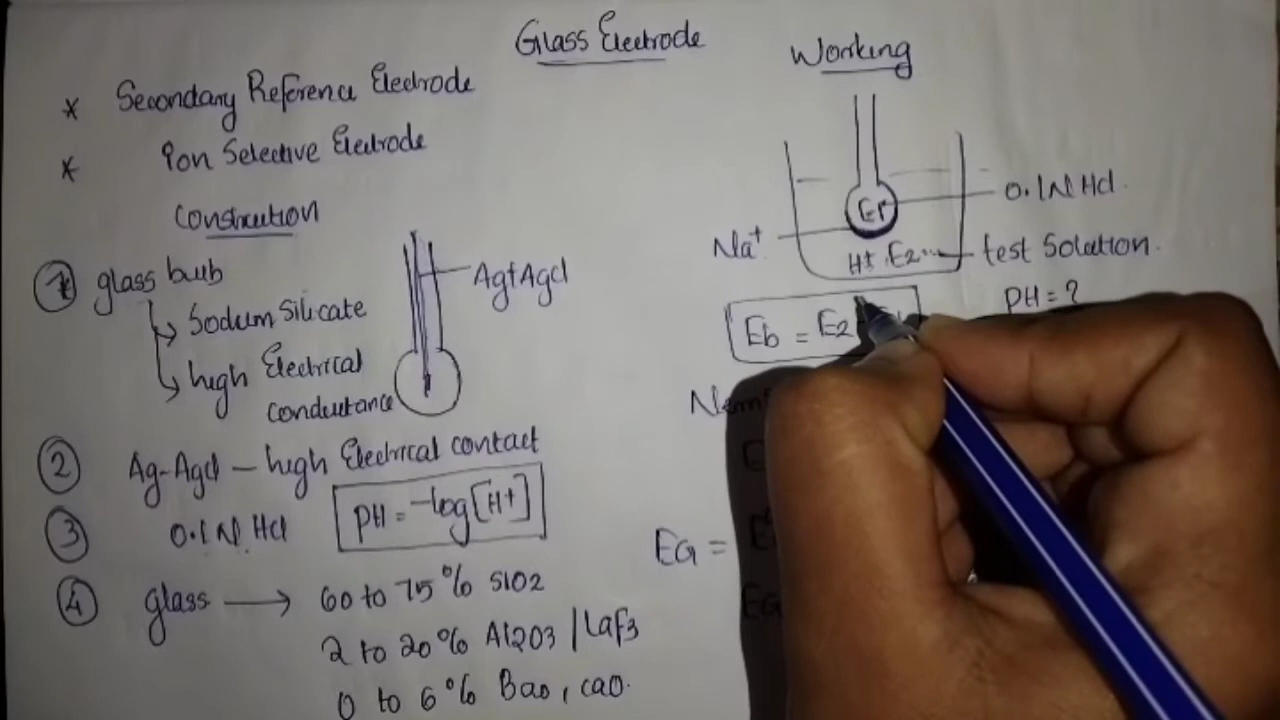 Glass Electrode
* Secondary Reference Electrode
* Ion Selective Electrode
Construction
① glass bulb
↳ Sodium Silicate
↳ high Electrical
conductance
Ag+Agcl
② Ag-Agcl – high Electrical contact
③ 0.1N Hcl
PH = -log[H+]
④ glass → 60 to 75% SiO2
2 to 20% Al2O3 / LaF3
0 to 6% Bao, cao.
Working
0.1N Hcl.
Na+
H+ E2
test Solution.
PH = ?
Eb = E2
EG =